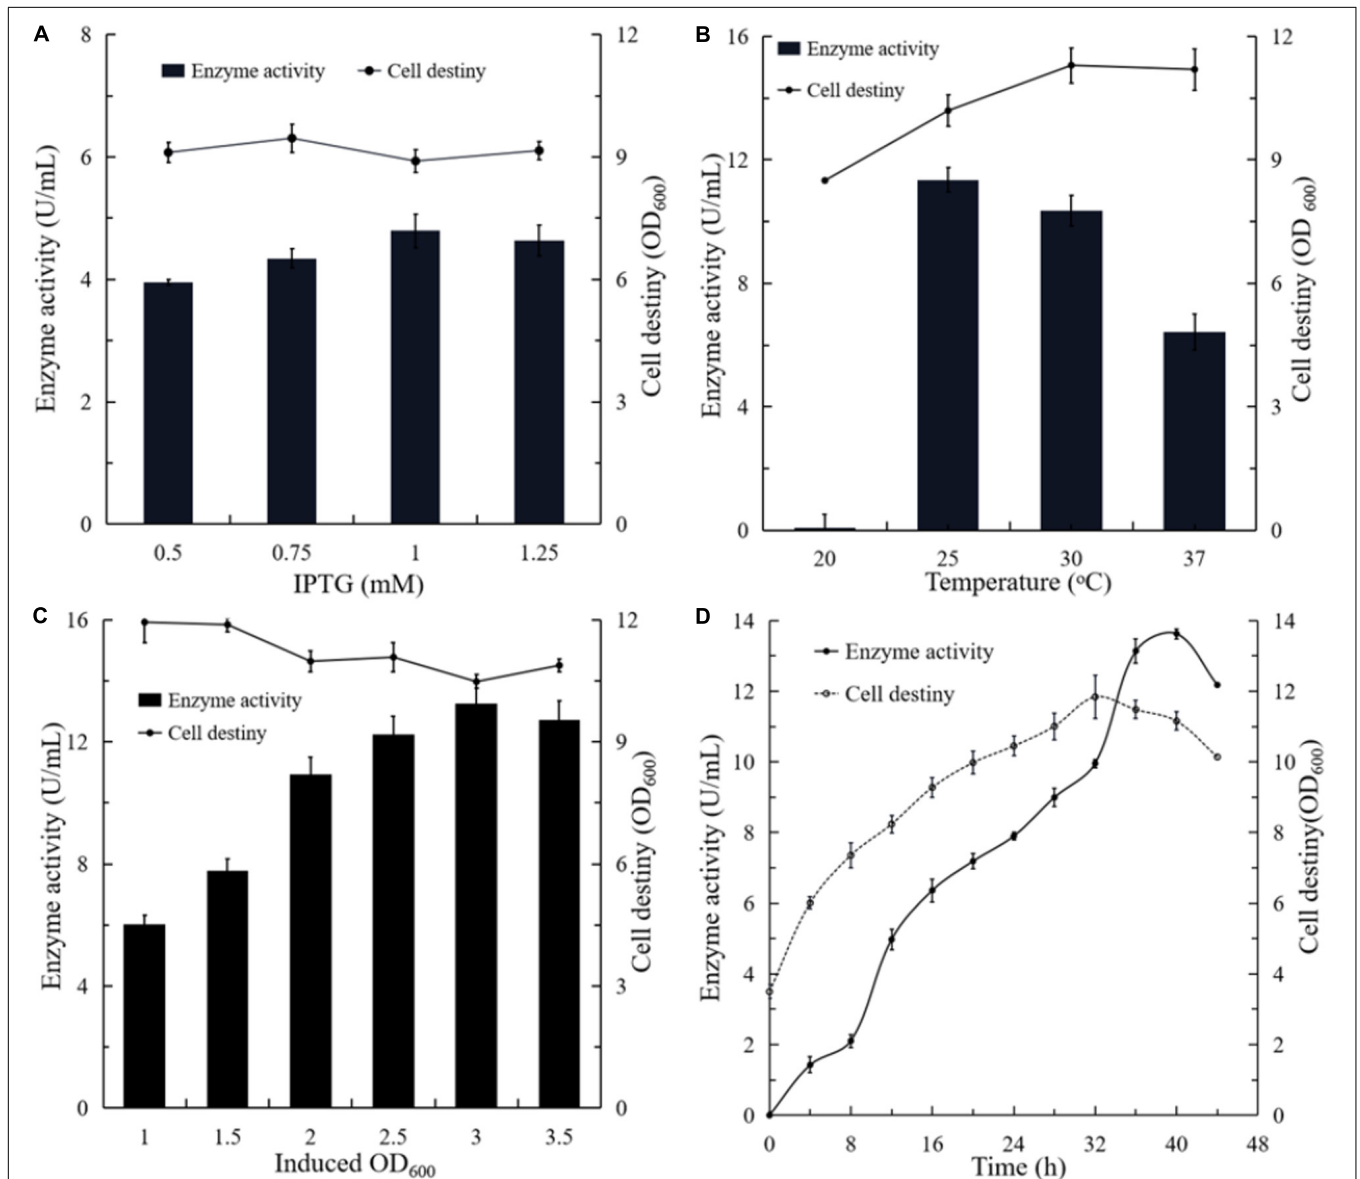 A
Enzyme activity
Cell destiny
8
6
4
2
0
12
9
6
3
0
Enzyme activity (U/mL)
Cell destiny (OD600)
0.5 0.75 1 1.25
IPTG (mM)
B
Enzyme activity
Cell destiny
16
12
8
4
0
12
9
6
3
0
Enzyme activity (U/mL)
Cell destiny (OD 600)
20 25 30 37
Temperature (oC)
C
Enzyme activity
Cell destiny
16
12
8
4
0
12
9
6
3
0
Enzyme activity (U/mL)
Cell destiny (OD600)
1 1.5 2 2.5 3 3.5
Induced OD600
D
Enzyme activity
Cell destiny
14
12
10
8
6
4
2
0
14
12
10
8
6
4
2
0
Enzyme activity (U/mL)
Cell destiny(OD600)
0 8 16 24 32 40 48
Time (h)